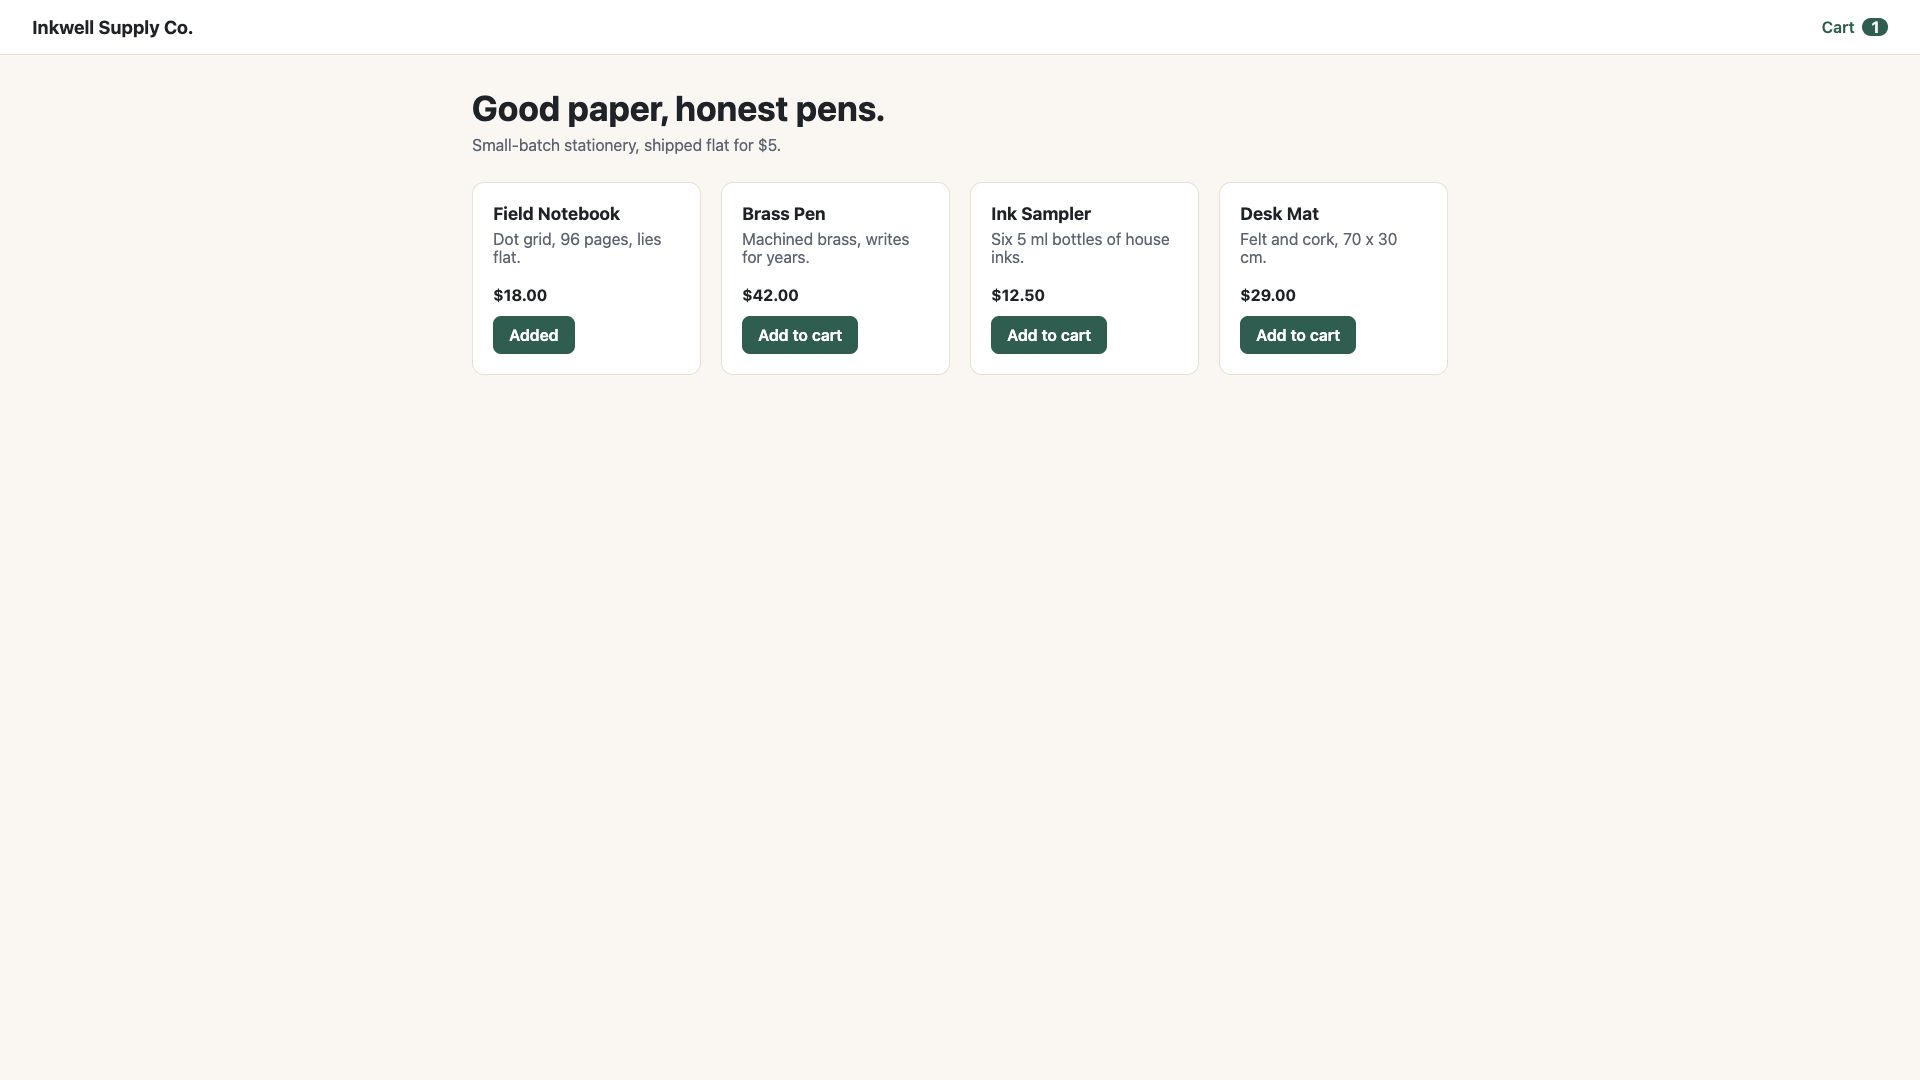 Inkwell Supply Co.
Cart 1
Good paper, honest pens.
Small-batch stationery, shipped flat for $5.
Field Notebook
Dot grid, 96 pages, lies
flat.
$18.00
Added
Brass Pen
Machined brass, writes
for years.
$42.00
Add to cart
Ink Sampler
Six 5 ml bottles of house
inks.
$12.50
Add to cart
Desk Mat
Felt and cork, 70 x 30
cm.
$29.00
Add to cart